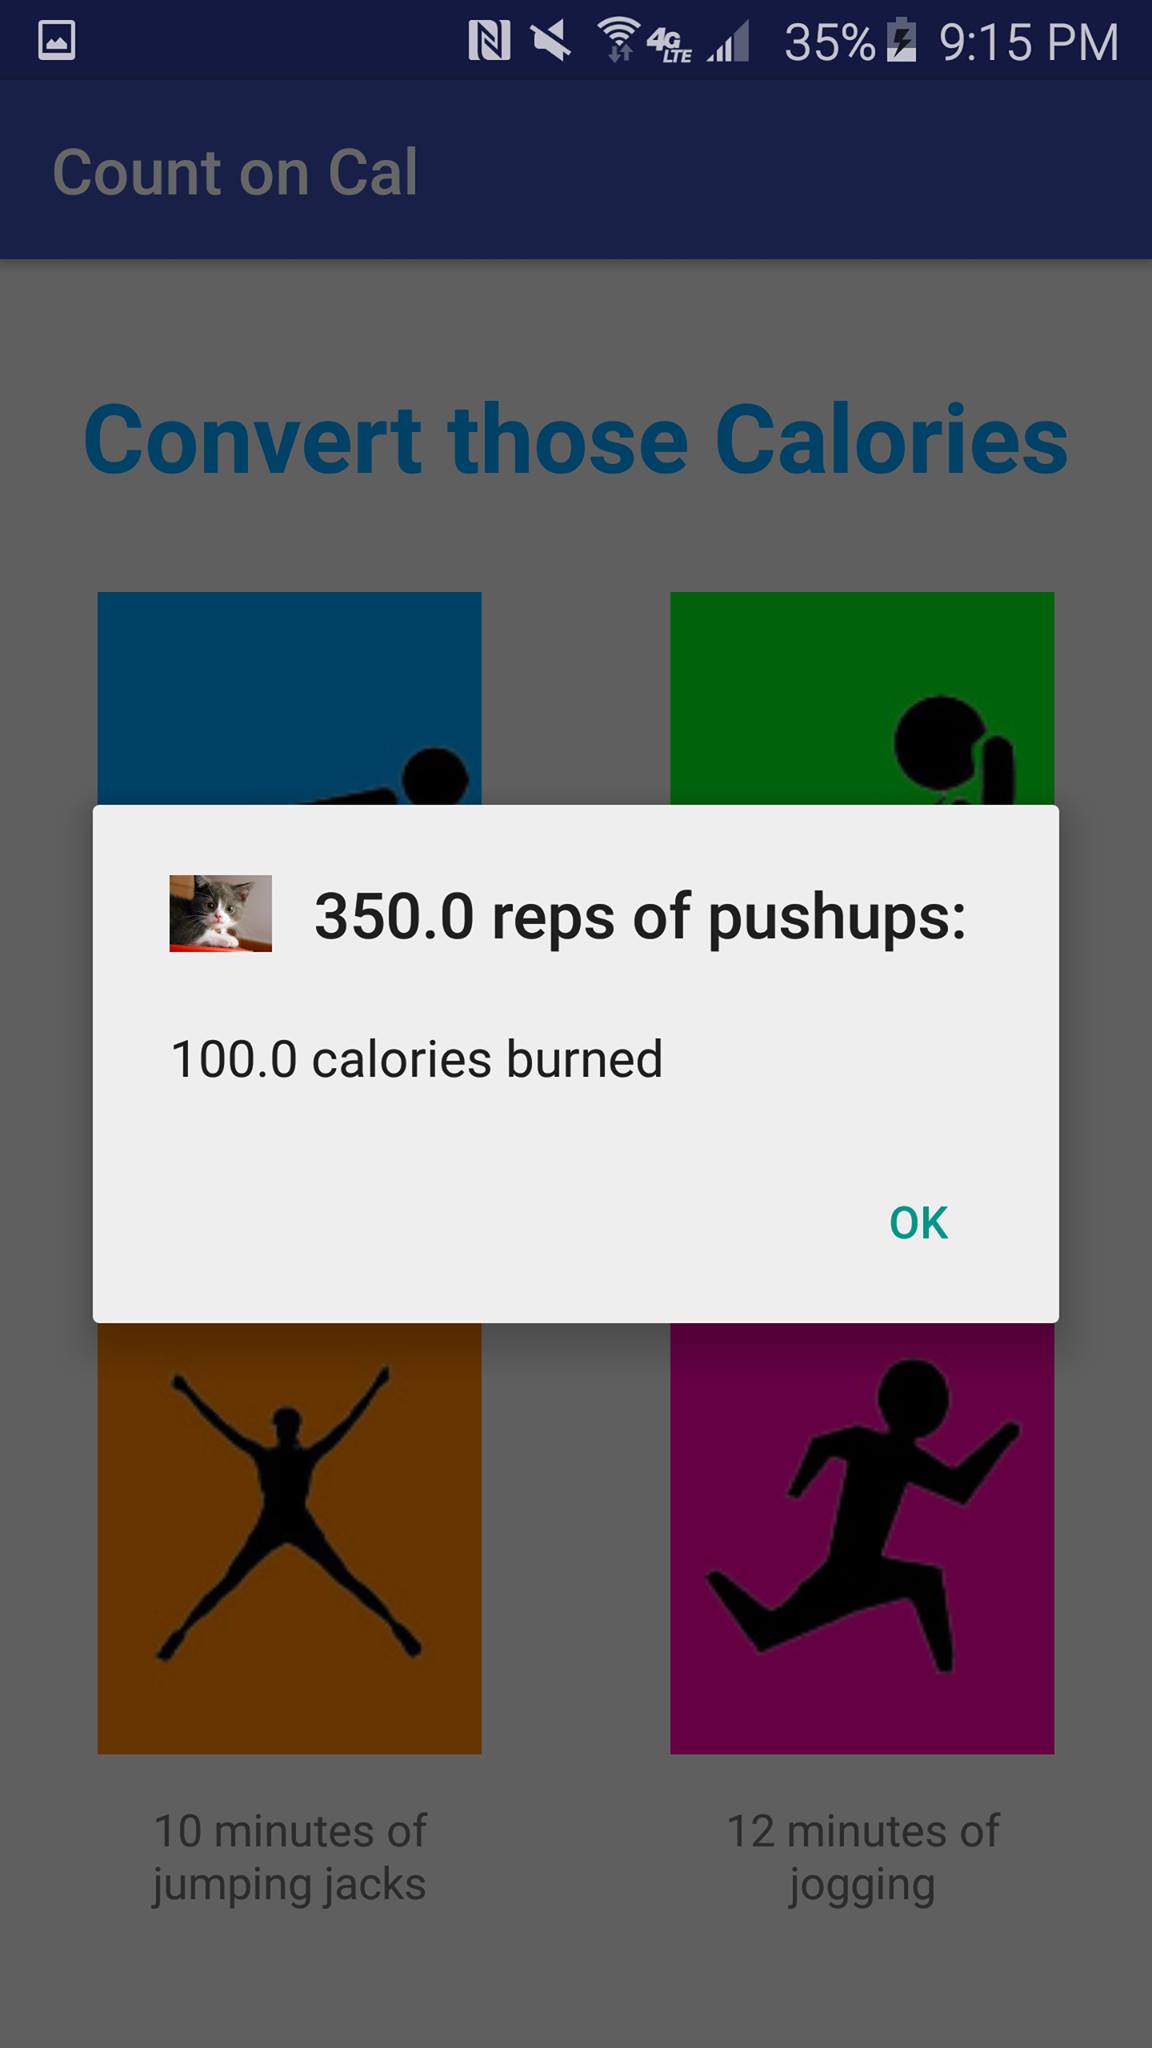 4G LTE 35% 9:15 PM
Count on Cal
Convert those Calories
350.0 reps of pushups:
100.0 calories burned
OK
10 minutes of
jumping jacks
12 minutes of
jogging